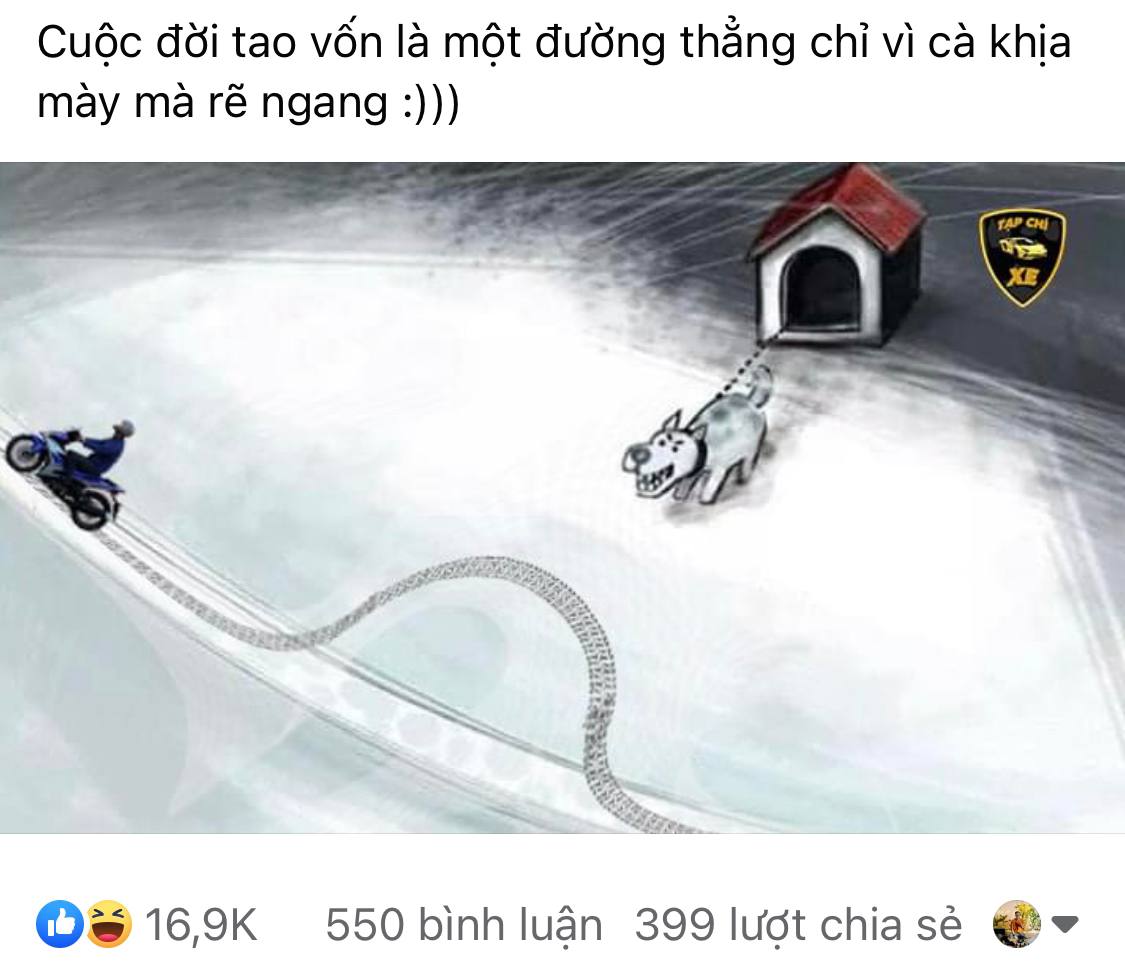 Cuộc đời tao vốn là một đường thẳng chỉ vì cà khịa
mày mà rẽ ngang :)))
TẠP CHÍ
XE
16,9K 550 bình luận 399 lượt chia sẻ